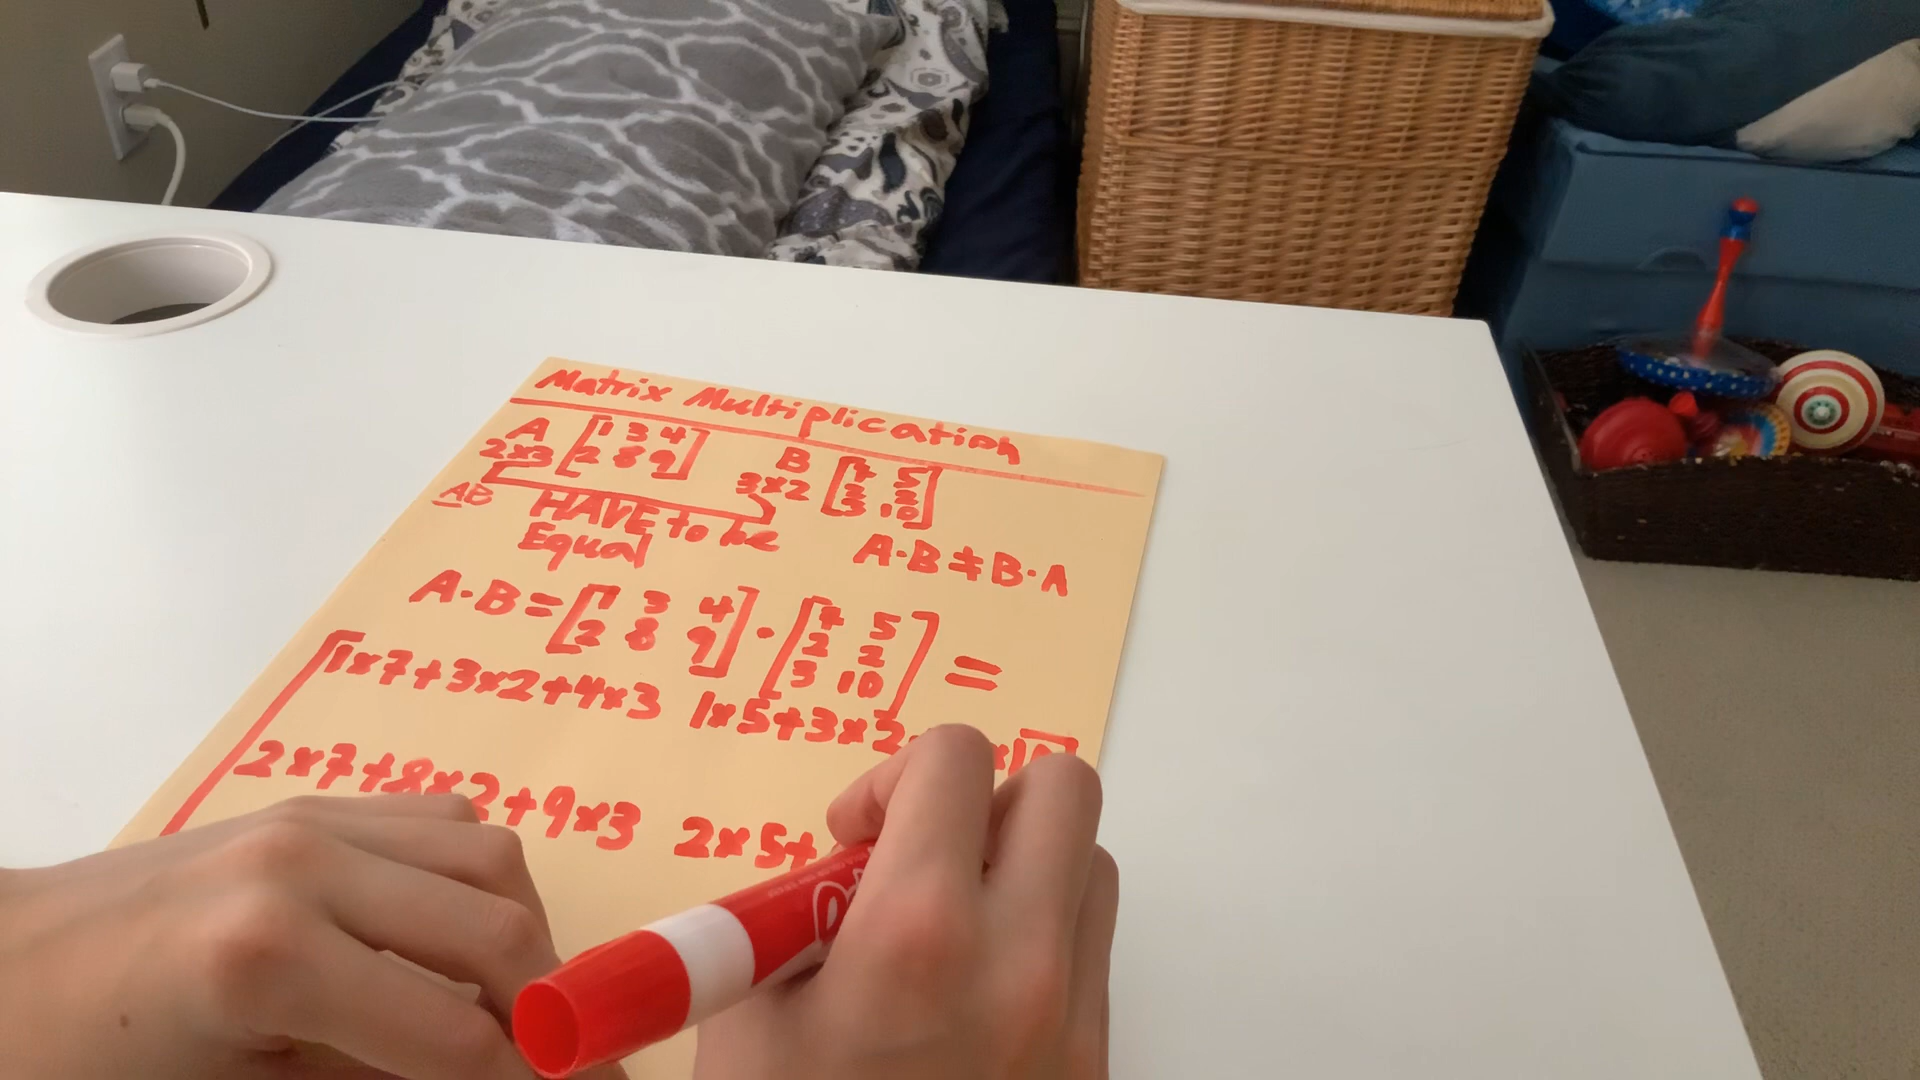 Matrix Multiplication
A [1 3 4
2x3 2 8 9]
B [7 5
3x2 2 2
3 10]
AB HAVE to be
Equal
A·B≠B·A
A·B=[1 3 4 · [7 5
2 8 9] 2 2 =
3 10]
[1x7+3x2+4x3 1x5+3x2
2x7+8x2+9x3 2x5+